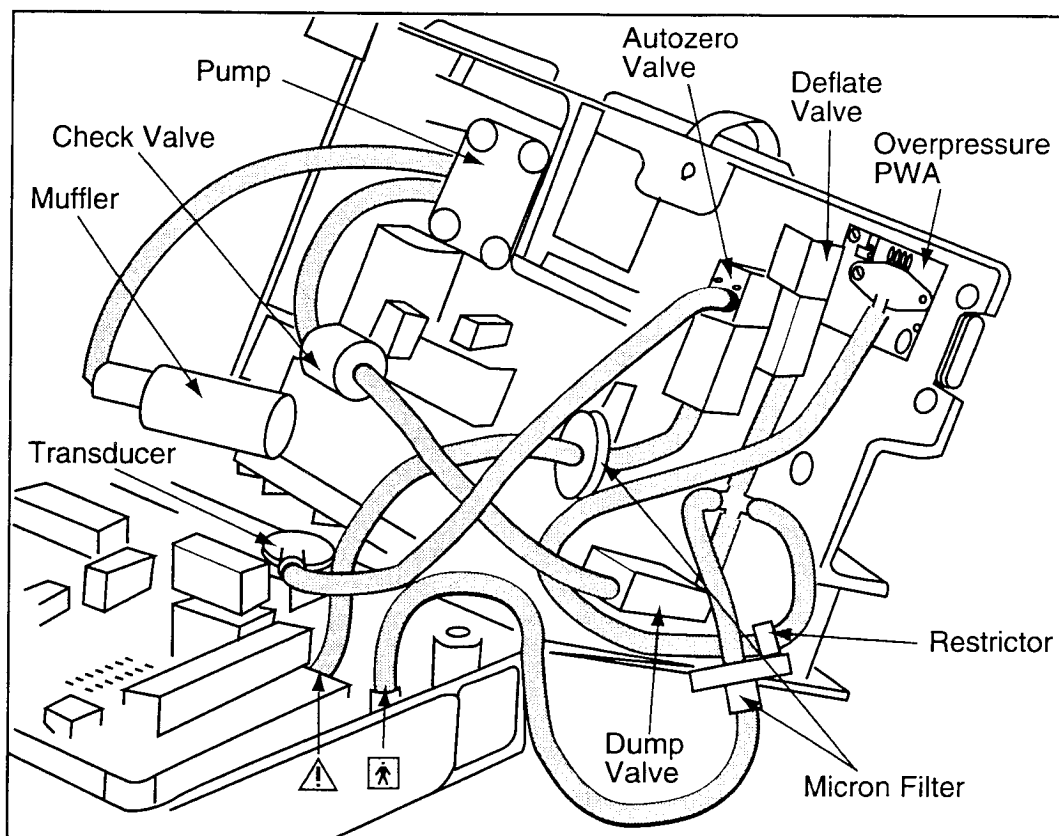 Autozero
Valve
Pump
Deflate
Valve
Check Valve
Overpressure
PWA
Muffler
Transducer
Restrictor
Dump
Valve
Micron Filter